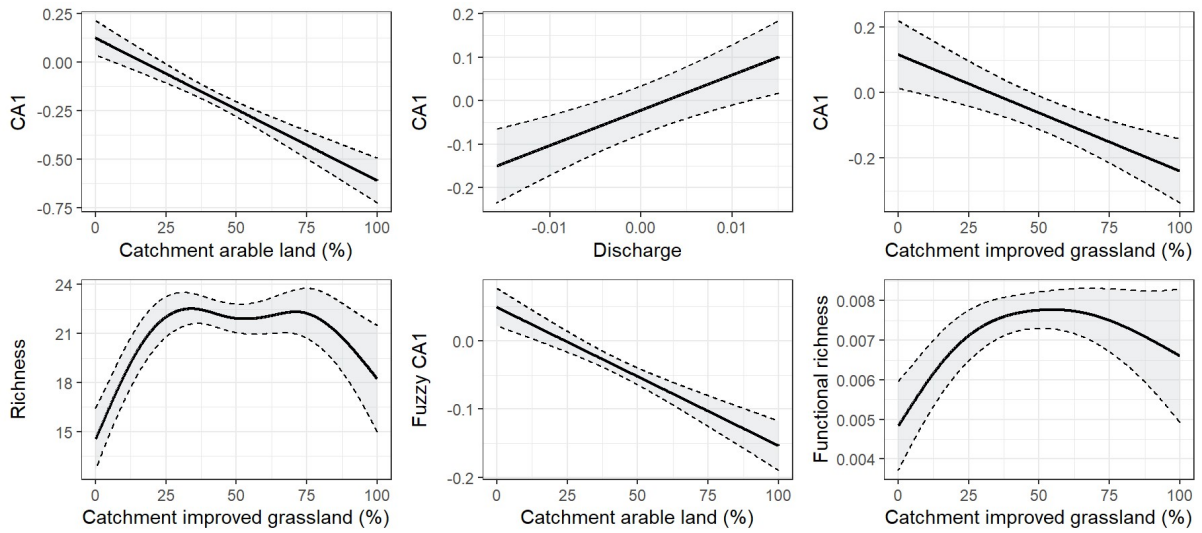 0.25
0.00
-0.25
-0.50
-0.75
CA1
0 25 50 75 100
Catchment arable land (%)
0.2
0.1
0.0
-0.1
-0.2
CA1
-0.01 0.00 0.01
Discharge
0.2
0.0
-0.2
CA1
0 25 50 75 100
Catchment improved grassland (%)
24
21
18
15
Richness
0 25 50 75 100
Catchment improved grassland (%)
0.0
-0.1
-0.2
Fuzzy CA1
0 25 50 75 100
Catchment arable land (%)
0.008
0.007
0.006
0.005
0.004
Functional richness
0 25 50 75 100
Catchment improved grassland (%)